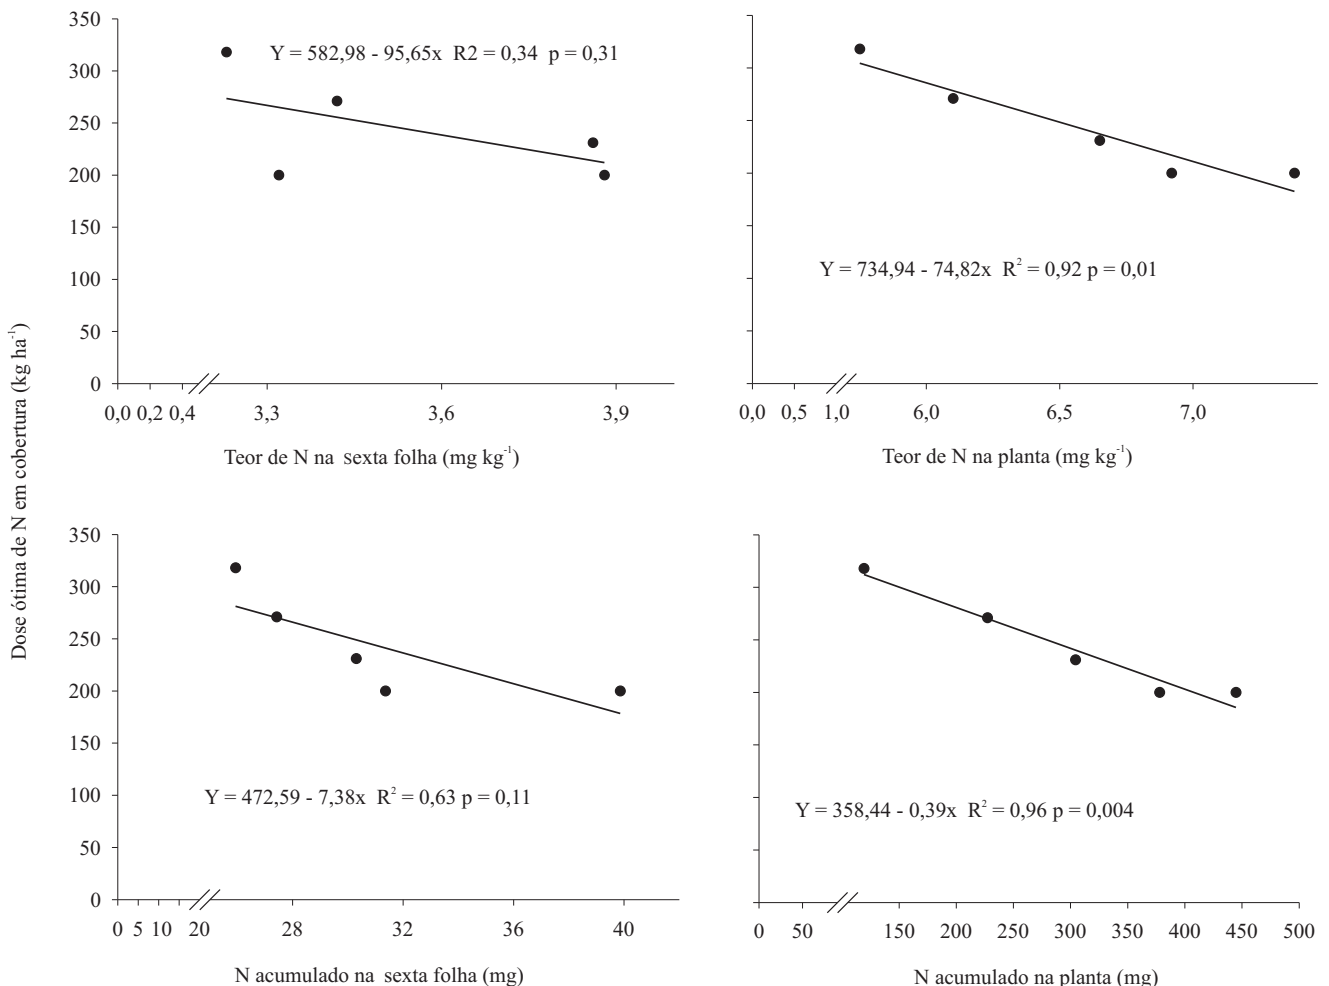 Dose ótima de N em cobertura (kg ha⁻¹)
350
300
250
200
150
100
50
0
Y = 582,98 - 95,65x R2 = 0,34 p = 0,31
0,0 0,2 0,4 3,3 3,6 3,9
Teor de N na sexta folha (mg kg⁻¹)
Y = 734,94 - 74,82x R² = 0,92 p = 0,01
0,0 0,5 1,0 6,0 6,5 7,0
Teor de N na planta (mg kg⁻¹)
350
300
250
200
150
100
50
0
Y = 472,59 - 7,38x R² = 0,63 p = 0,11
0 5 10 20 28 32 36 40
N acumulado na sexta folha (mg)
Y = 358,44 - 0,39x R² = 0,96 p = 0,004
0 50 150 200 250 300 350 400 450 500
N acumulado na planta (mg)